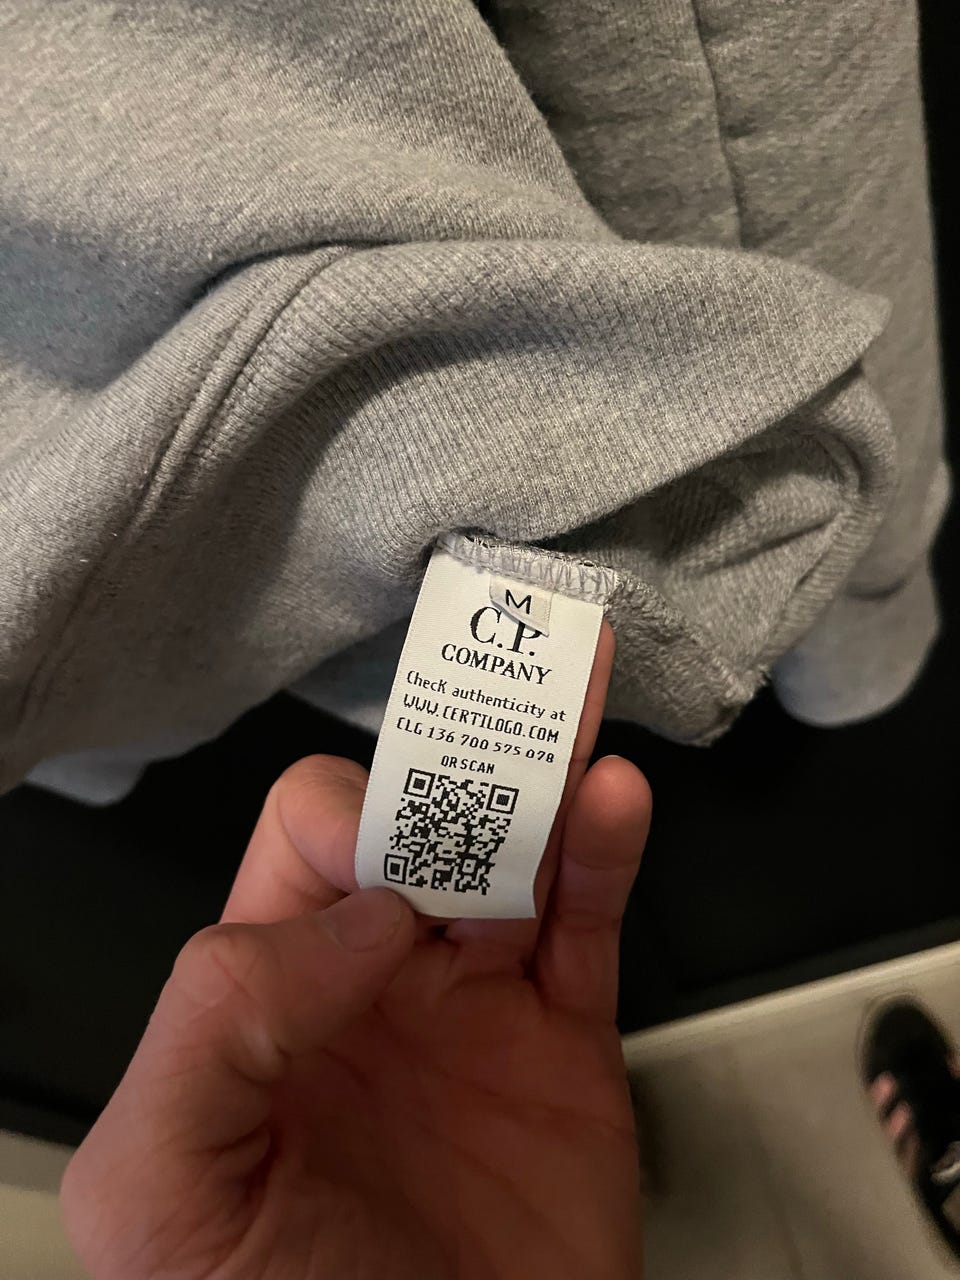 M
C.P.
COMPANY
Check authenticity at
WWW.CERTILOGO.COM
CLG 136 700 575 078
OR SCAN